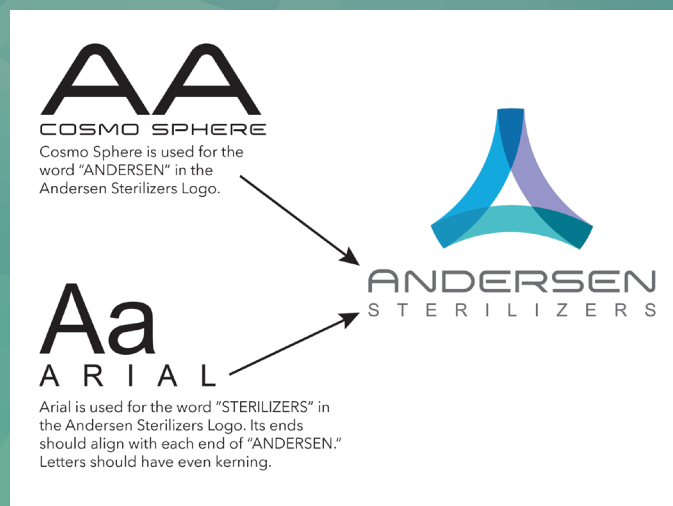 AA
COSMO SPHERE
Cosmo Sphere is used for the
word “ANDERSEN” in the
Andersen Sterilizers Logo.
Aa
ARIAL
Arial is used for the word “STERILIZERS” in
the Andersen Sterilizers Logo. Its ends
should align with each end of “ANDERSEN.”
Letters should have even kerning.
ANDERSEN
STERILIZERS